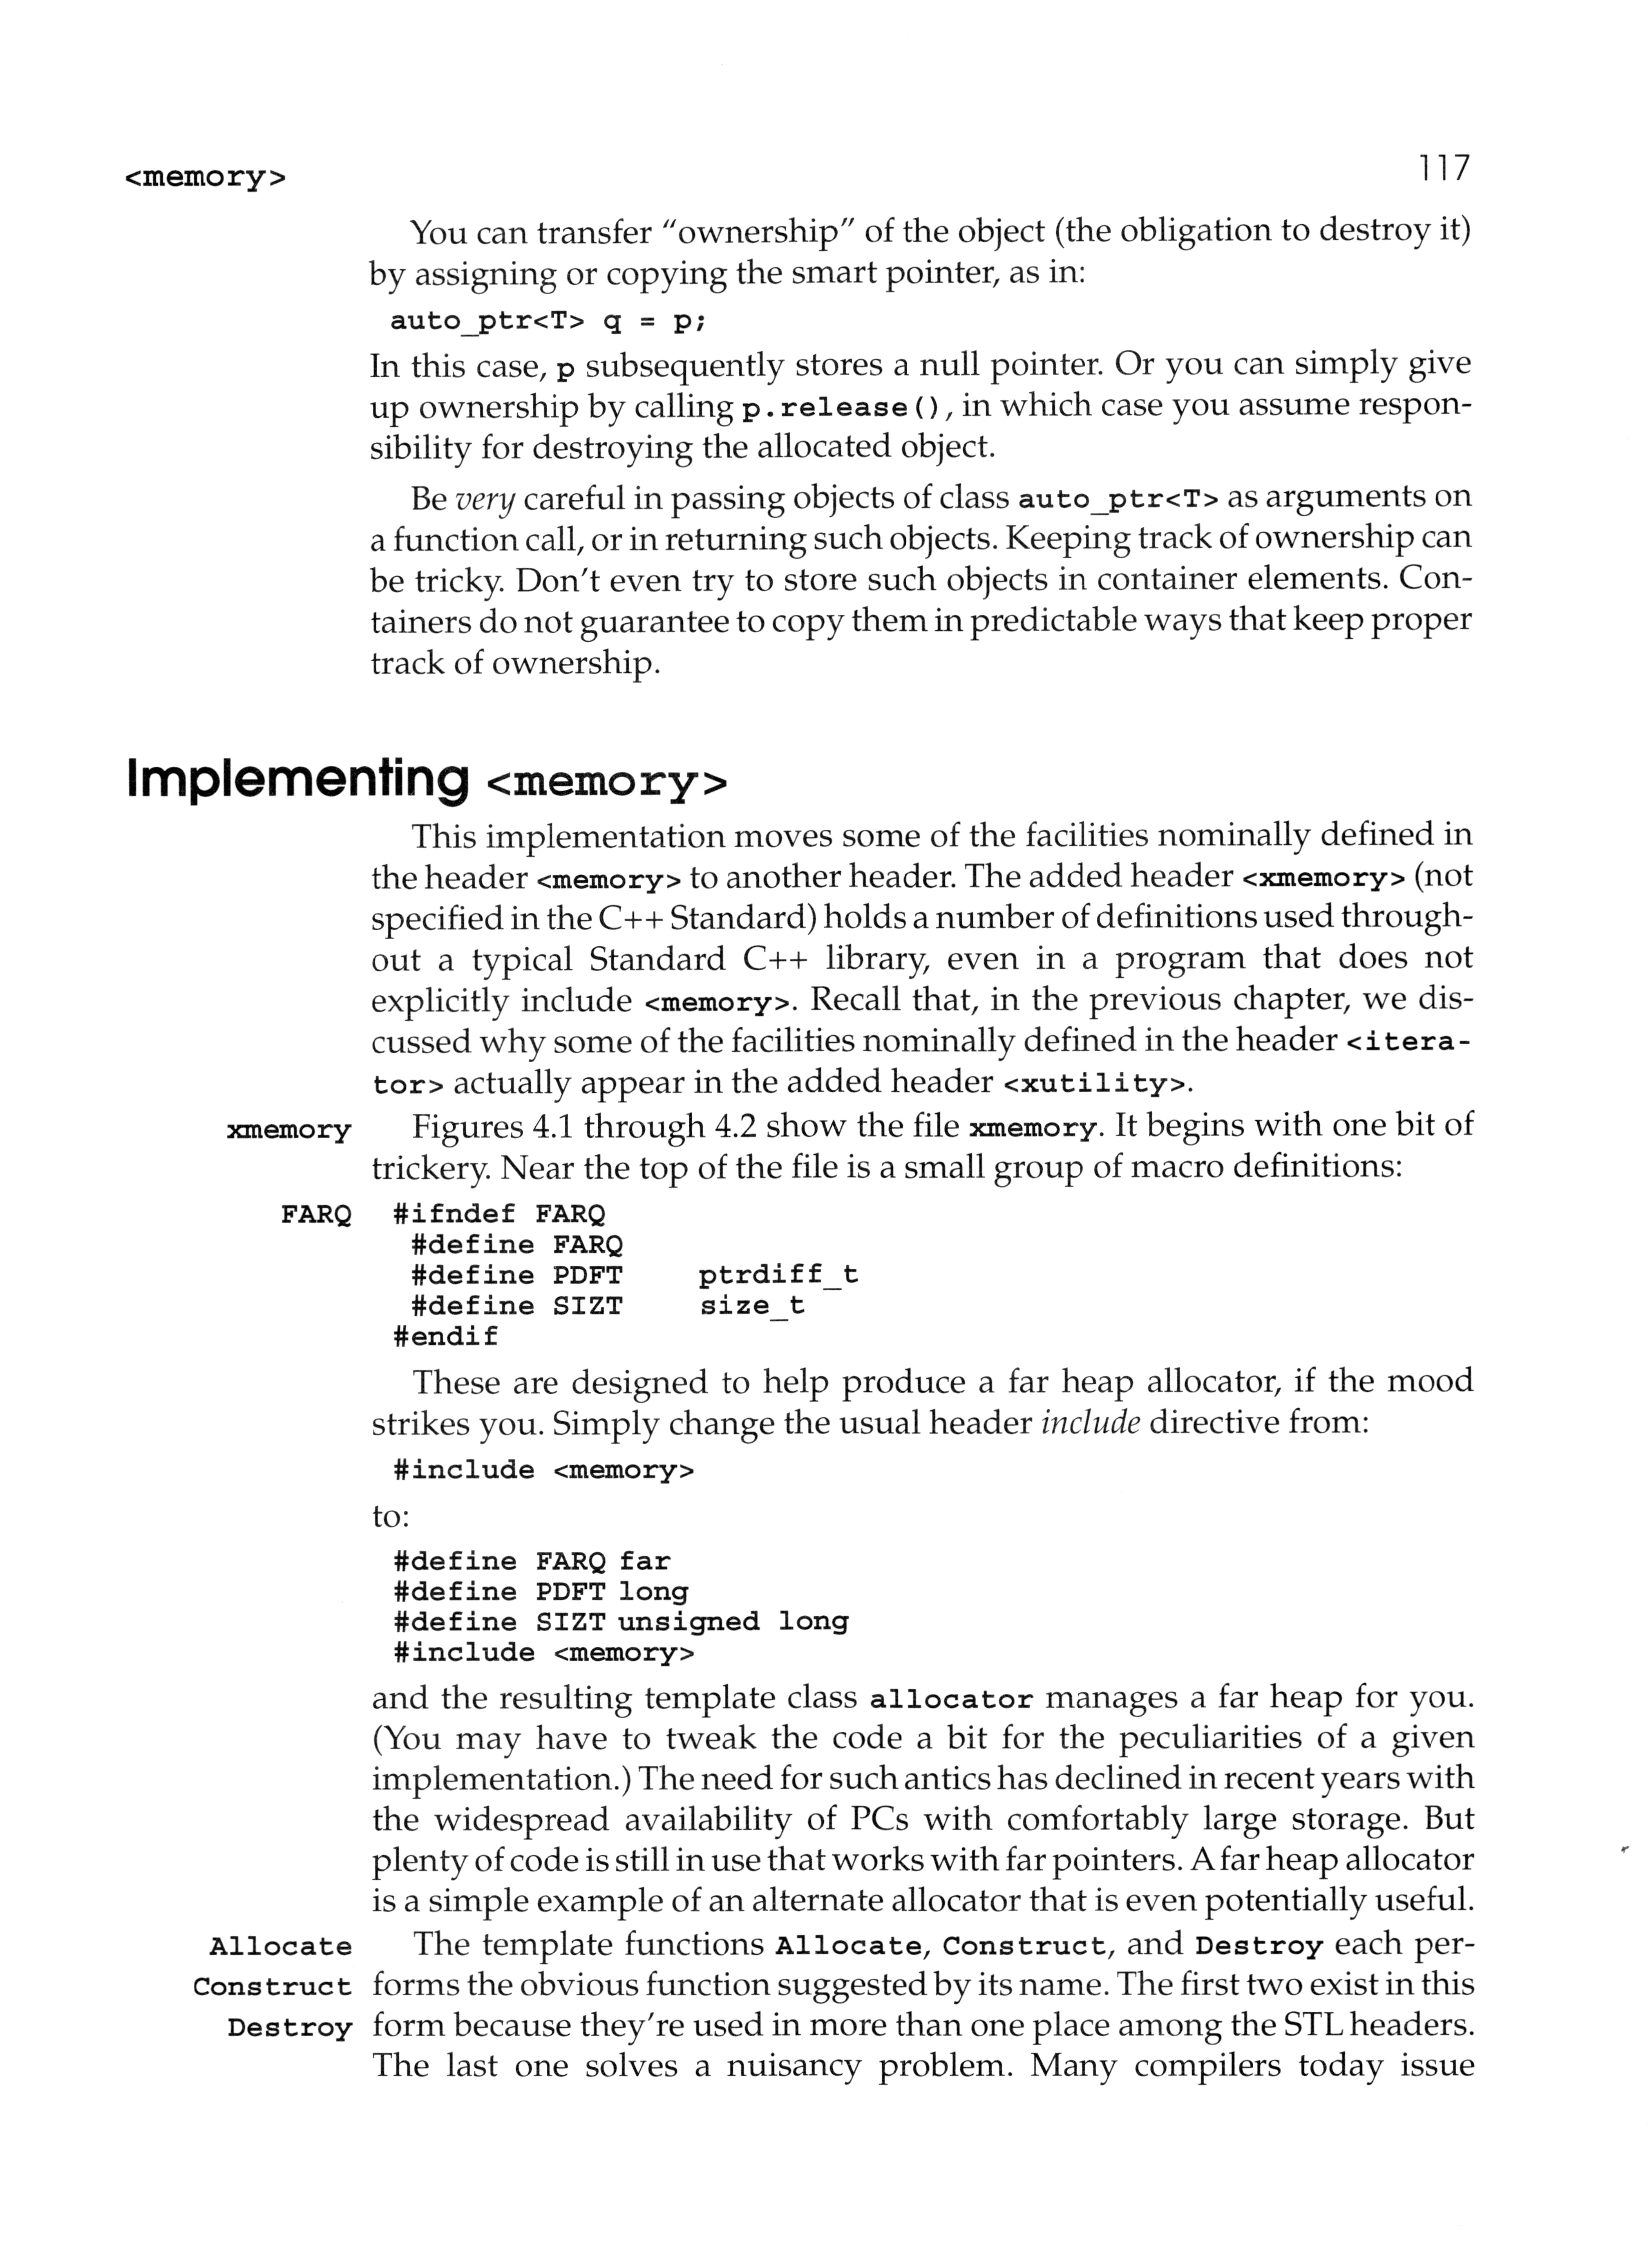 <memory> 117
You can transfer "ownership" of the object (the obligation to destroy it)
by assigning or copying the smart pointer, as in:
auto_ptr<T> q = p;
In this case, p subsequently stores a null pointer. Or you can simply give
up ownership by calling p.release(), in which case you assume respon-
sibility for destroying the allocated object.
Be very careful in passing objects of class auto_ptr<T> as arguments on
a function call, or in returning such objects. Keeping track of ownership can
be tricky. Don't even try to store such objects in container elements. Con-
tainers do not guarantee to copy them in predictable ways that keep proper
track of ownership.
Implementing <memory>
This implementation moves some of the facilities nominally defined in
the header <memory> to another header. The added header <xmemory> (not
specified in the C++ Standard) holds a number of definitions used through-
out a typical Standard C++ library, even in a program that does not
explicitly include <memory>. Recall that, in the previous chapter, we dis-
cussed why some of the facilities nominally defined in the header <itera-
tor> actually appear in the added header <xutility>.
xmemory Figures 4.1 through 4.2 show the file xmemory. It begins with one bit of
trickery. Near the top of the file is a small group of macro definitions:
FARQ #ifndef FARQ
#define FARQ
#define PDFT ptrdiff_t
#define SIZT size_t
#endif
These are designed to help produce a far heap allocator, if the mood
strikes you. Simply change the usual header include directive from:
#include <memory>
to:
#define FARQ far
#define PDFT long
#define SIZT unsigned long
#include <memory>
and the resulting template class allocator manages a far heap for you.
(You may have to tweak the code a bit for the peculiarities of a given
implementation.) The need for such antics has declined in recent years with
the widespread availability of PCs with comfortably large storage. But
plenty of code is still in use that works with far pointers. A far heap allocator
is a simple example of an alternate allocator that is even potentially useful.
Allocate The template functions Allocate, Construct, and Destroy each per-
Construct forms the obvious function suggested by its name. The first two exist in this
Destroy form because they're used in more than one place among the STL headers.
The last one solves a nuisancy problem. Many compilers today issue